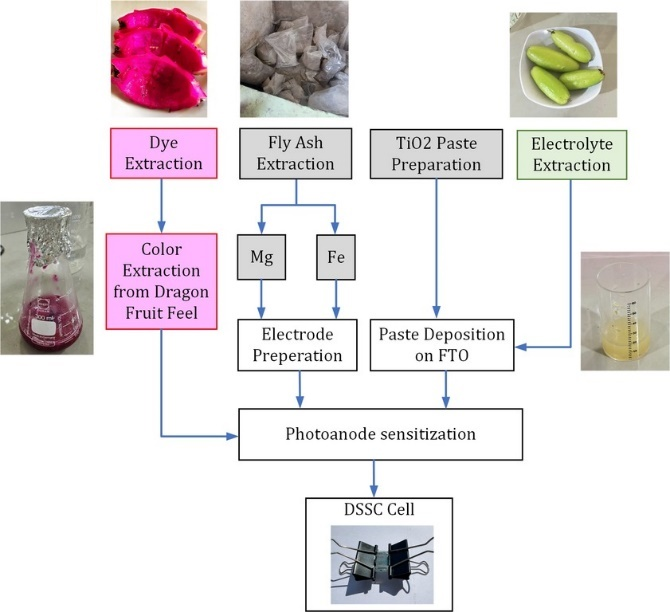 Dye
Extraction
Fly Ash
Extraction
TiO2 Paste
Preparation
Electrolyte
Extraction
Color
Extraction
from Dragon
Fruit Feel
Mg
Fe
Electrode
Preperation
Paste Deposition
on FTO
Photoanode sensitization
DSSC Cell